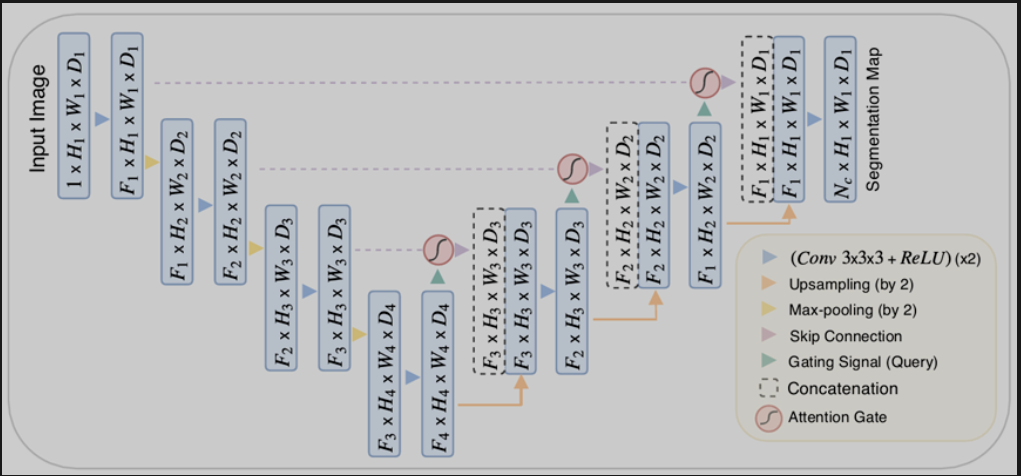 Input Image
1 x H₁ x W₁ x D₁
F₁ x H₁ x W₁ x D₁
F₁ x H₂ x W₂ x D₂
F₂ x H₂ x W₂ x D₂
F₂ x H₃ x W₃ x D₃
F₃ x H₃ x W₃ x D₃
F₃ x H₄ x W₄ x D₄
F₄ x H₄ x W₄ x D₄
F₃ x H₃ x W₃ x D₃
F₃ x H₃ x W₃ x D₃
F₂ x H₃ x W₃ x D₃
F₂ x H₂ x W₂ x D₂
F₂ x H₂ x W₂ x D₂
F₁ x H₂ x W₂ x D₂
F₁ x H₁ x W₁ x D₁
F₁ x H₁ x W₁ x D₁
N_c x H₁ x W₁ x D₁
Segmentation Map
(Conv 3x3x3 + ReLU) (x2)
Upsampling (by 2)
Max-pooling (by 2)
Skip Connection
Gating Signal (Query)
Concatenation
Attention Gate